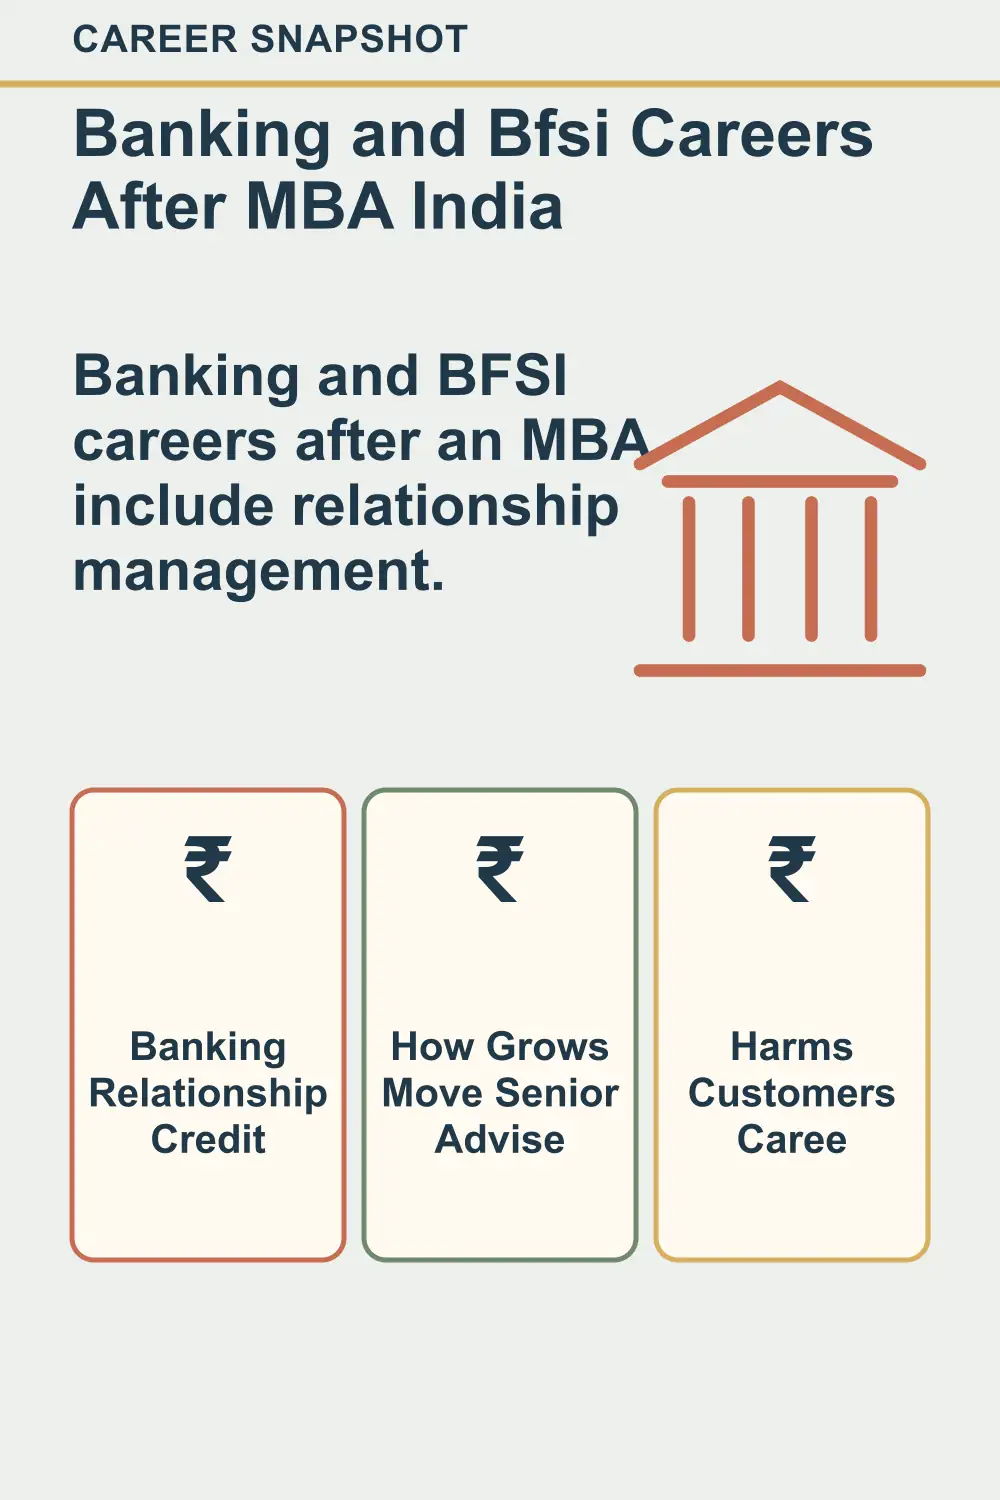 CAREER SNAPSHOT
Banking and Bfsi Careers
After MBA India
Banking and BFSI
careers after an MBA
include relationship
management.
₹
Banking
Relationship
Credit
₹
How Grows
Move Senior
Advise
₹
Harms
Customers
Caree